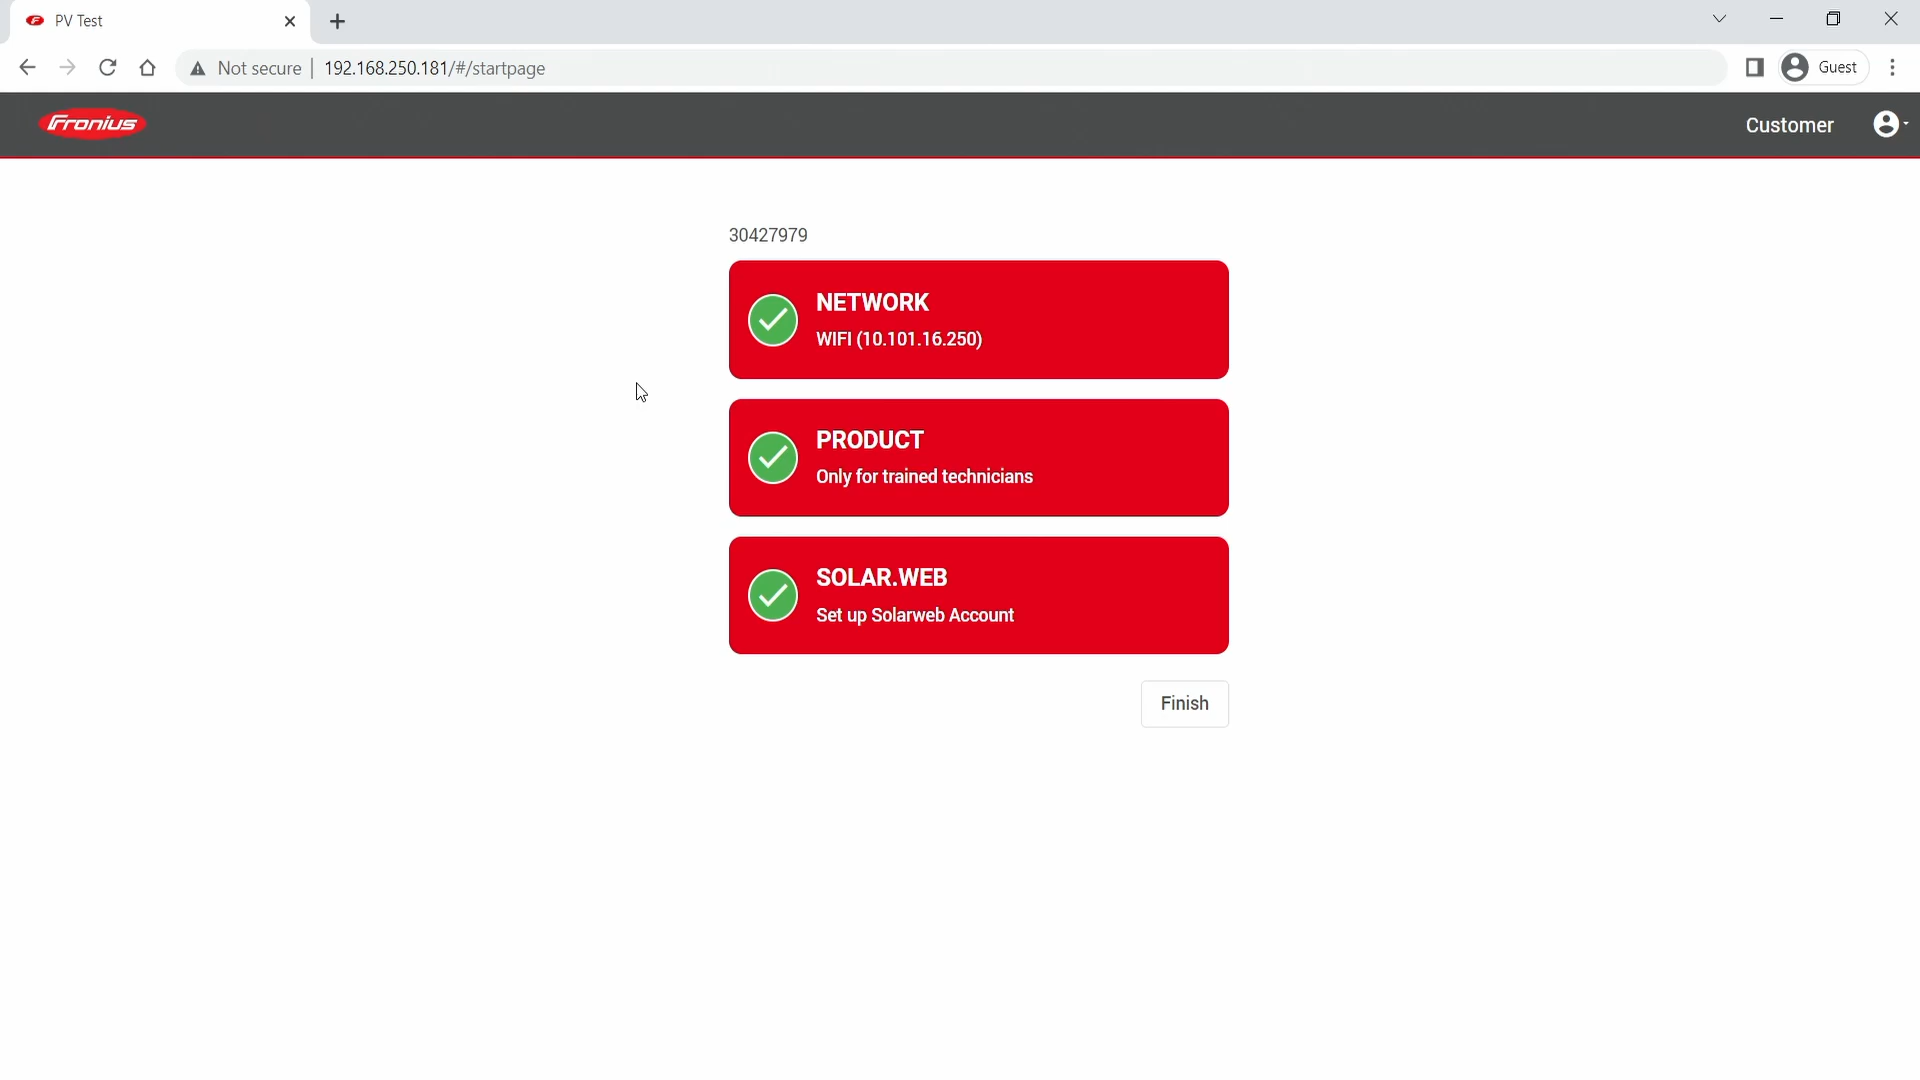 PV Test
Not secure | 192.168.250.181/#/startpage
Guest
Fronius
Customer
30427979
NETWORK
WIFI (10.101.16.250)
PRODUCT
Only for trained technicians
SOLAR.WEB
Set up Solarweb Account
Finish